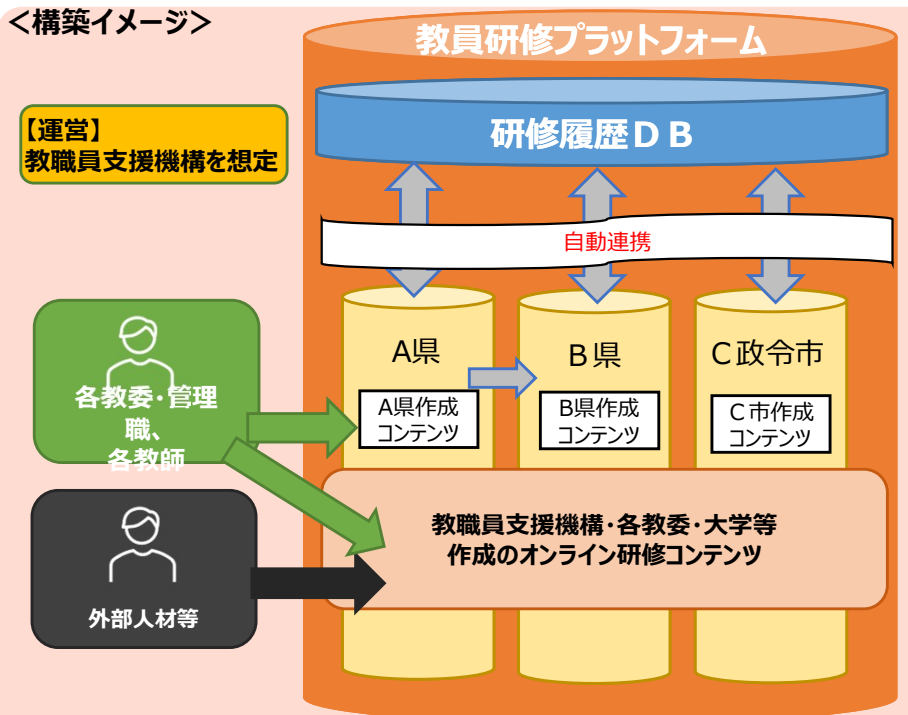 ＜構築イメージ＞
教員研修プラットフォーム
研修履歴ＤＢ
【運営】
教職員支援機構を想定
自動連携
A県
Ｂ県
Ｃ政令市
A県作成
コンテンツ
B県作成
コンテンツ
Ｃ市作成
コンテンツ
各教委・管理
職、
各教師
教職員支援機構・各教委・大学等
作成のオンライン研修コンテンツ
外部人材等